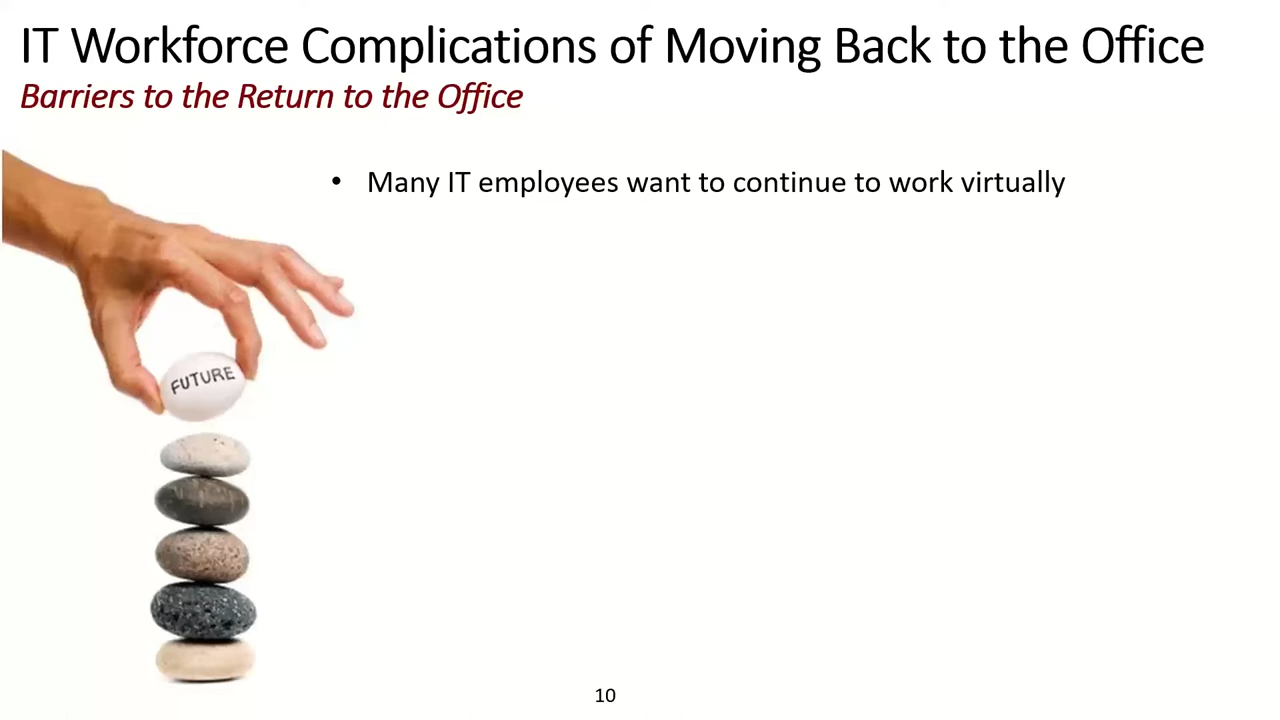 IT Workforce Complications of Moving Back to the Office
Barriers to the Return to the Office
• Many IT employees want to continue to work virtually
FUTURE
10